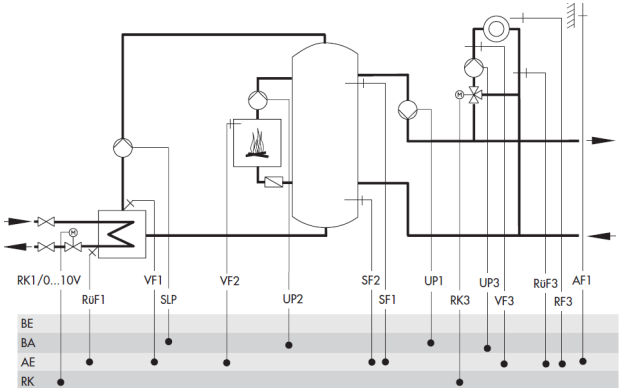 M
M
RK1/0...10V VF1 VF2 SF2 UP1 UP3 RüF3 AF1
RüF1 SLP UP2 SF1 RK3 VF3 RF3
BE
BA
AE
RK